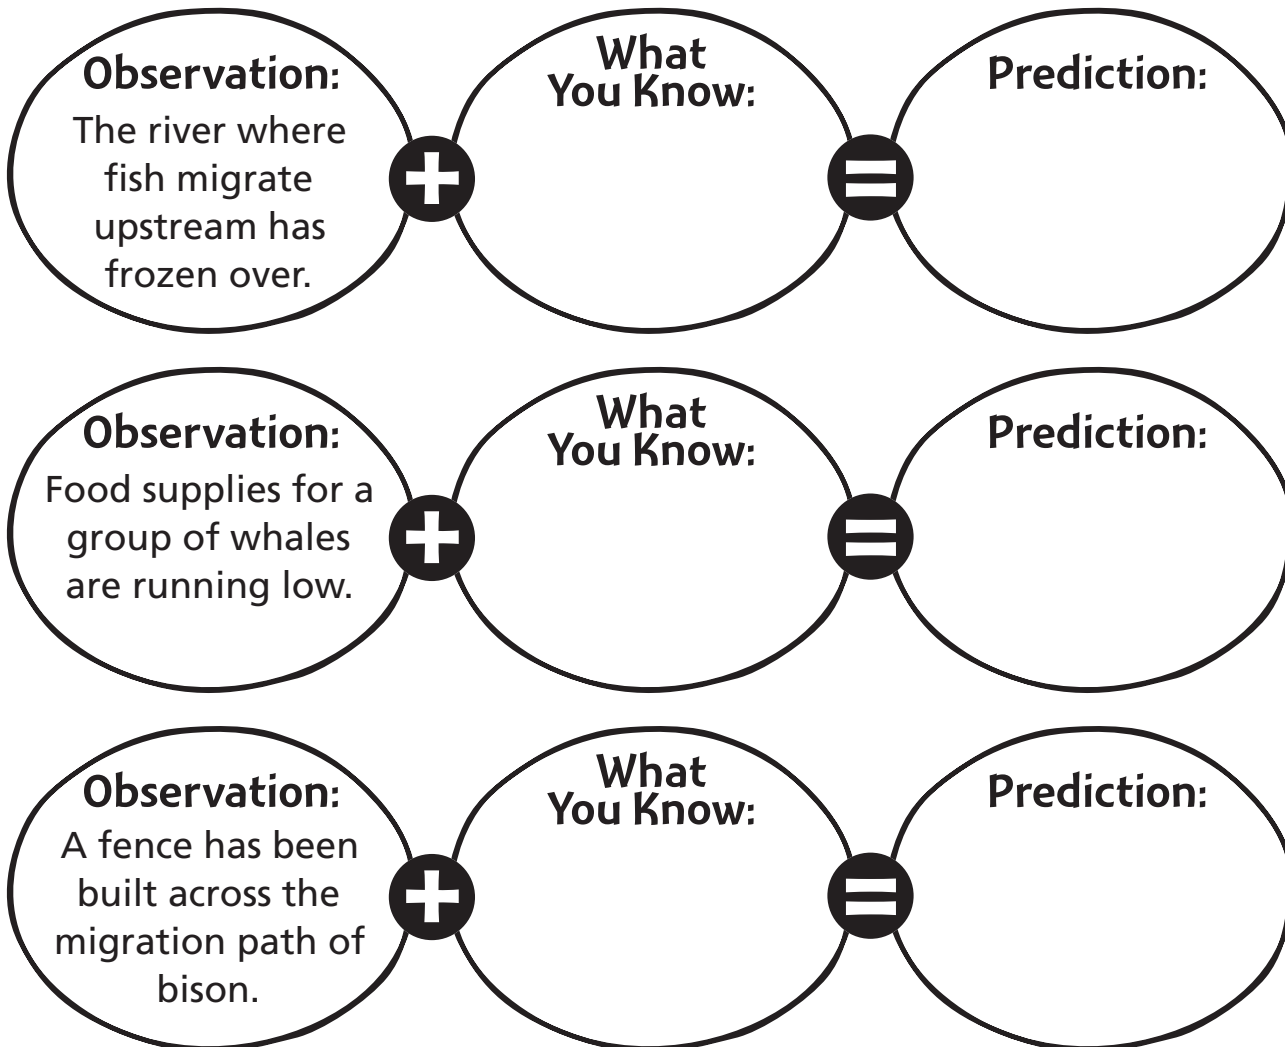 Observation:
The river where
fish migrate
upstream has
frozen over.
+
What
You Know:
=
Prediction:
Observation:
Food supplies for a
group of whales
are running low.
+
What
You Know:
=
Prediction:
Observation:
A fence has been
built across the
migration path of
bison.
+
What
You Know:
=
Prediction: